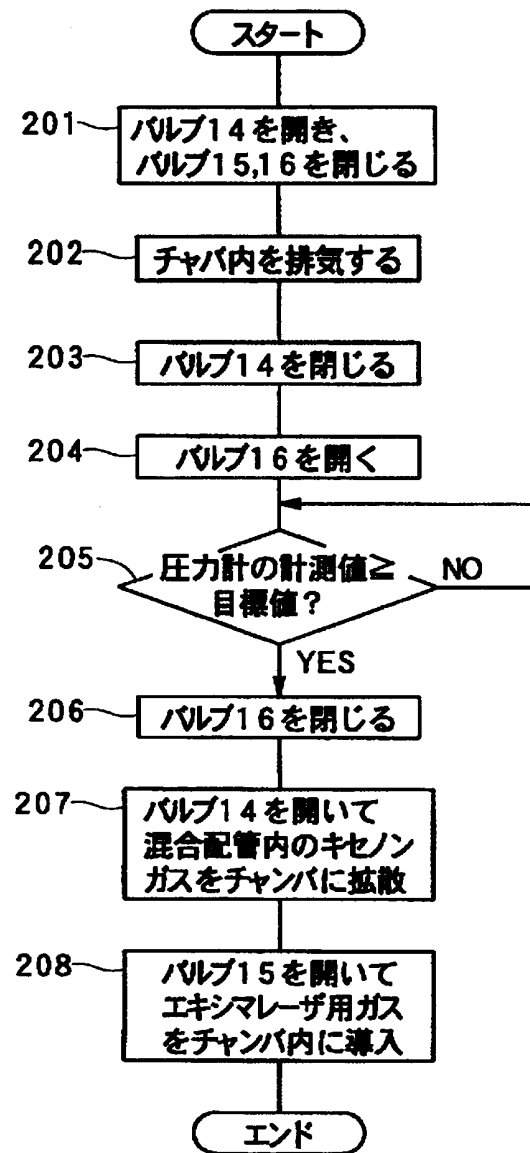 スタート
201
バルブ14を開き、
バルブ15,16を閉じる
202
チャバ内を排気する
203
バルブ14を閉じる
204
バルブ16を開く
205
圧力計の計測値≧
目標値？
NO
YES
206
バルブ16を閉じる
207
バルブ14を開いて
混合配管内のキセノン
ガスをチャンバに拡散
208
バルブ15を開いて
エキシマレーザ用ガス
をチャンバ内に導入
エンド